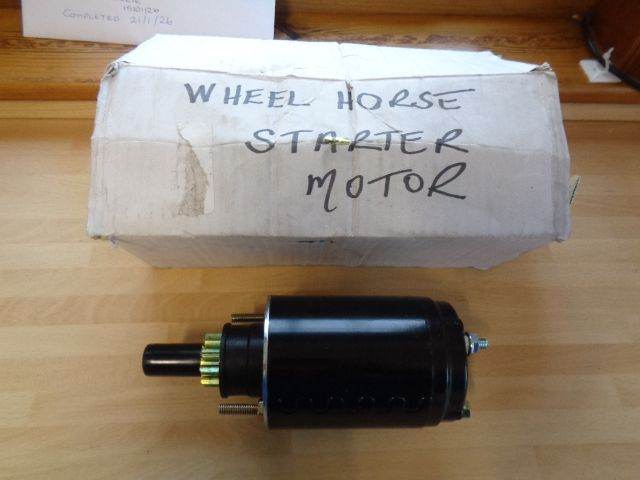 COMPLETED 21/1/26
WHEEL HORSE
STARTER
MOTOR